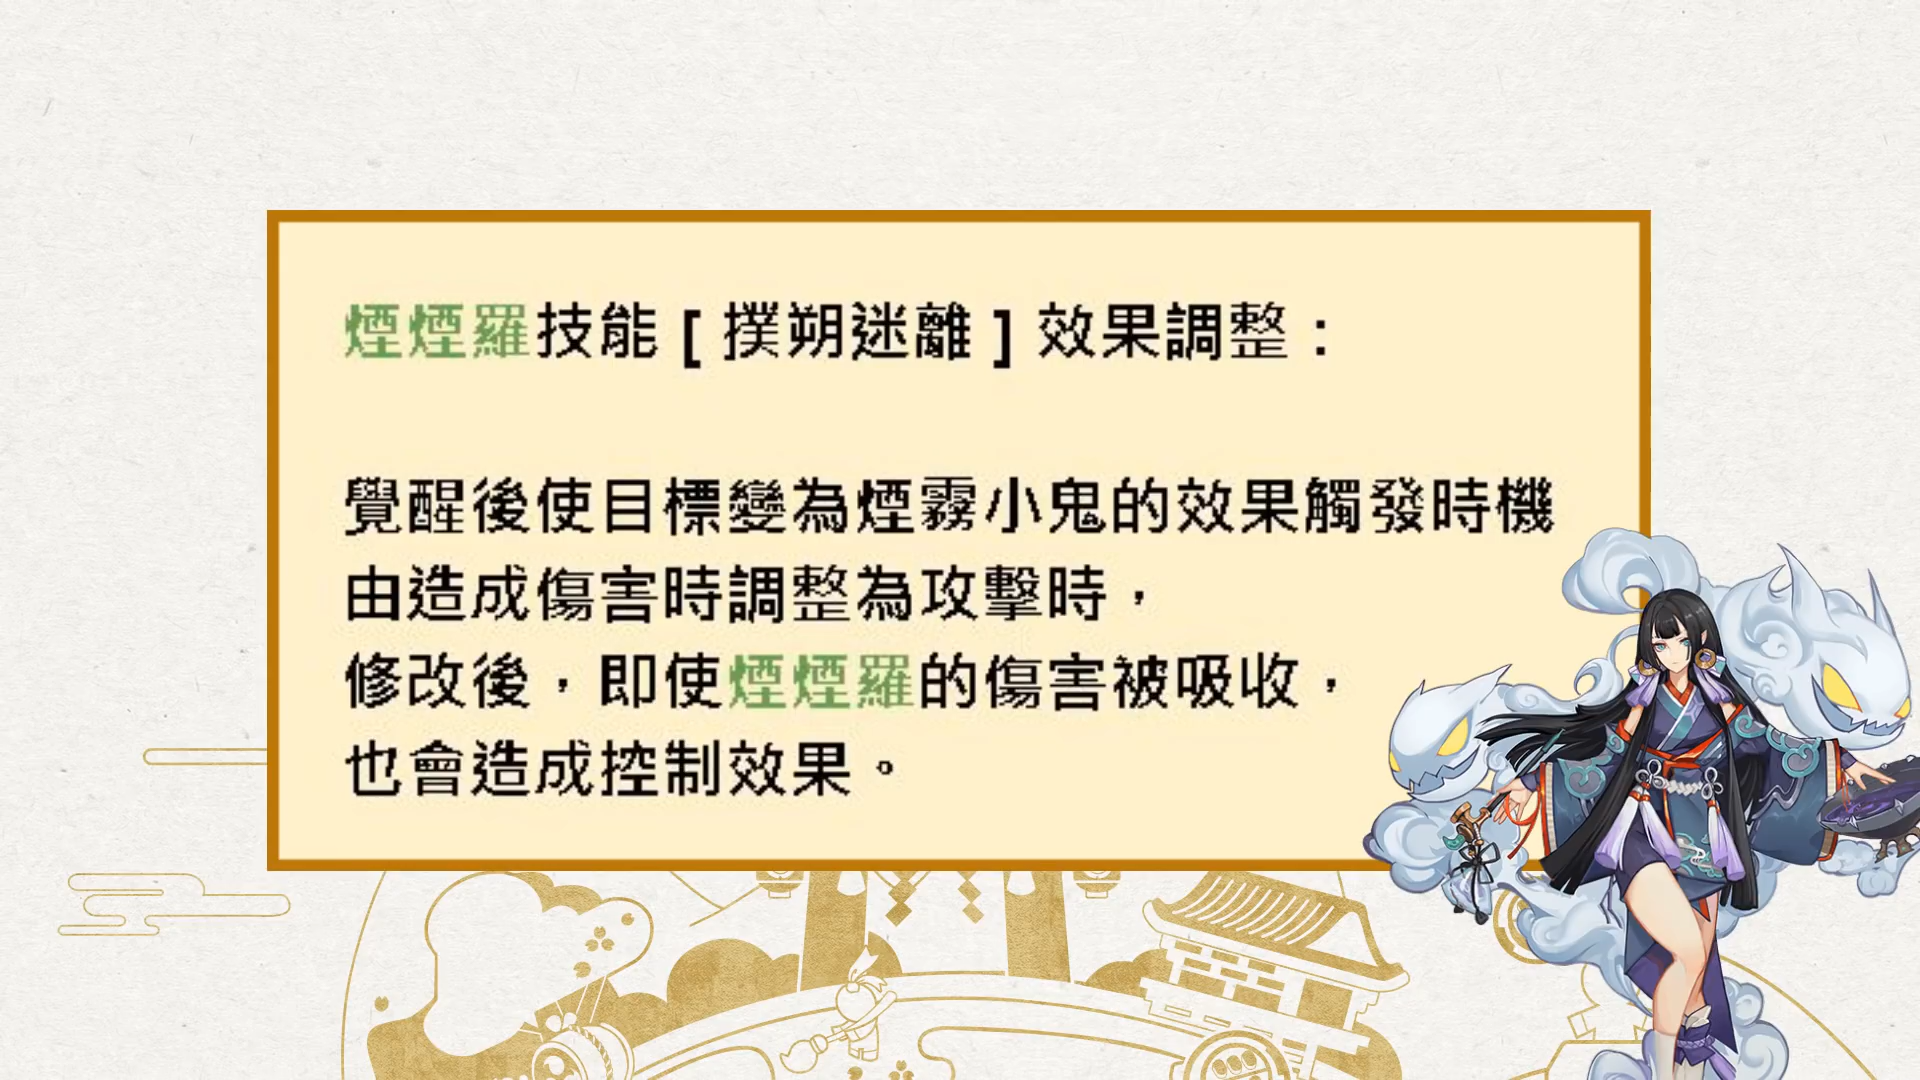 煙煙羅技能 [ 撲朔迷離 ] 效果調整：
覺醒後使目標變為煙霧小鬼的效果觸發時機
由造成傷害時調整為攻擊時，
修改後，即使煙煙羅的傷害被吸收，
也會造成控制效果。